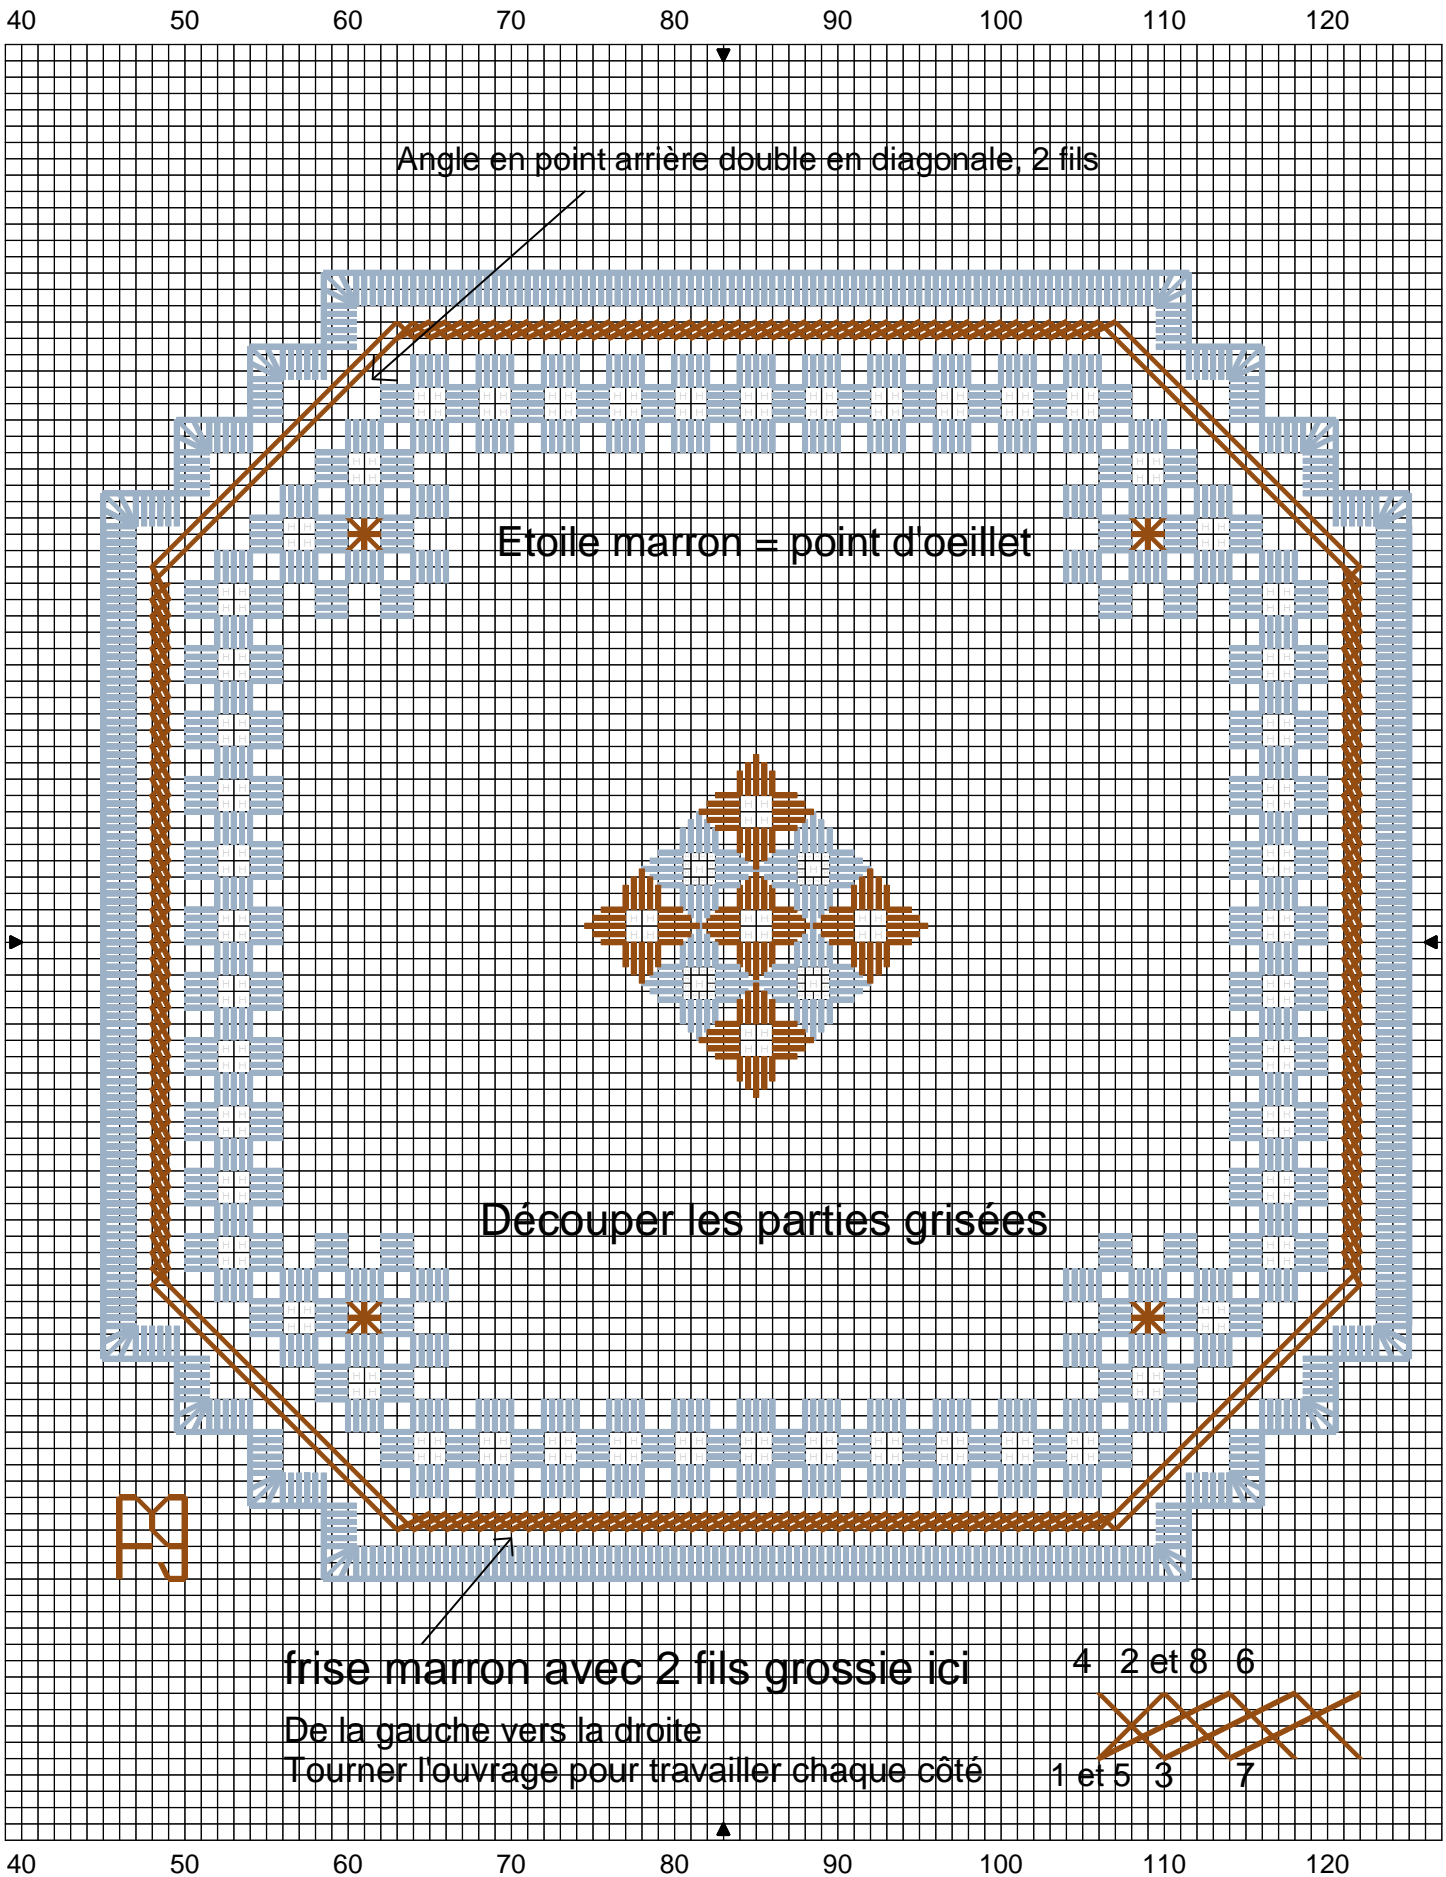 40 50 60 70 80 90 100 110 120
Angle en point arrière double en diagonale, 2 fils
Etoile marron = point d'oeillet
Découper les parties grisées
frise marron avec 2 fils grossie ici
4 2 et 8 6
De la gauche vers la droite
Tourner l'ouvrage pour travailler chaque côté
1 et 5 3 7
40 50 60 70 80 90 100 110 120